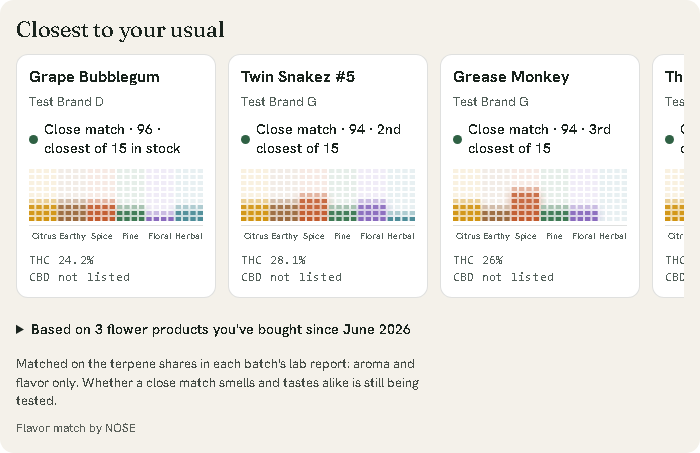 Closest to your usual
Grape Bubblegum
Test Brand D
Close match · 96 ·
closest of 15 in stock
Citrus Earthy Spice Pine Floral Herbal
THC 24.2%
CBD not listed
Twin Snakez #5
Test Brand G
Close match · 94 · 2nd
closest of 15
Citrus Earthy Spice Pine Floral Herbal
THC 28.1%
CBD not listed
Grease Monkey
Test Brand G
Close match · 94 · 3rd
closest of 15
Citrus Earthy Spice Pine Floral Herbal
THC 26%
CBD not listed
Th
Tes
Cit
THC
CBD
Based on 3 flower products you've bought since June 2026
Matched on the terpene shares in each batch's lab report: aroma and
flavor only. Whether a close match smells and tastes alike is still being
tested.
Flavor match by NOSE